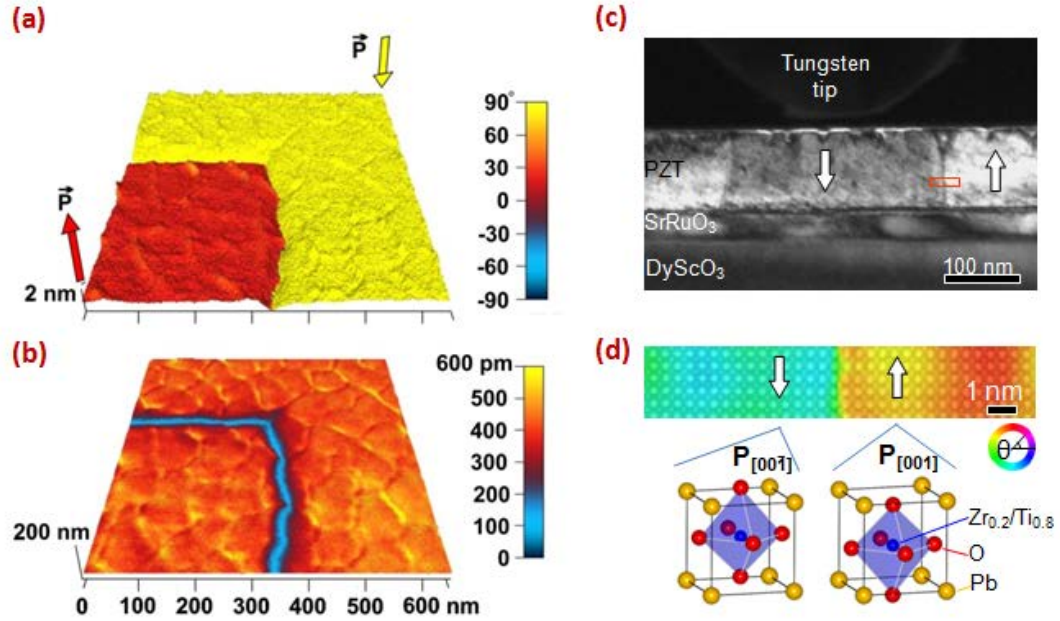 (a)
P
P
90°
60
30
0
-30
-60
-90
2 nm
(b)
600 pm
500
400
300
200
100
0
200 nm
0 100 200 300 400 500 600 nm
(c)
Tungsten
tip
PZT
SrRuO₃
DyScO₃
100 nm
(d)
1 nm
θ
P[001̄]
P[001]
Zr₀.₂/Ti₀.₈
O
Pb